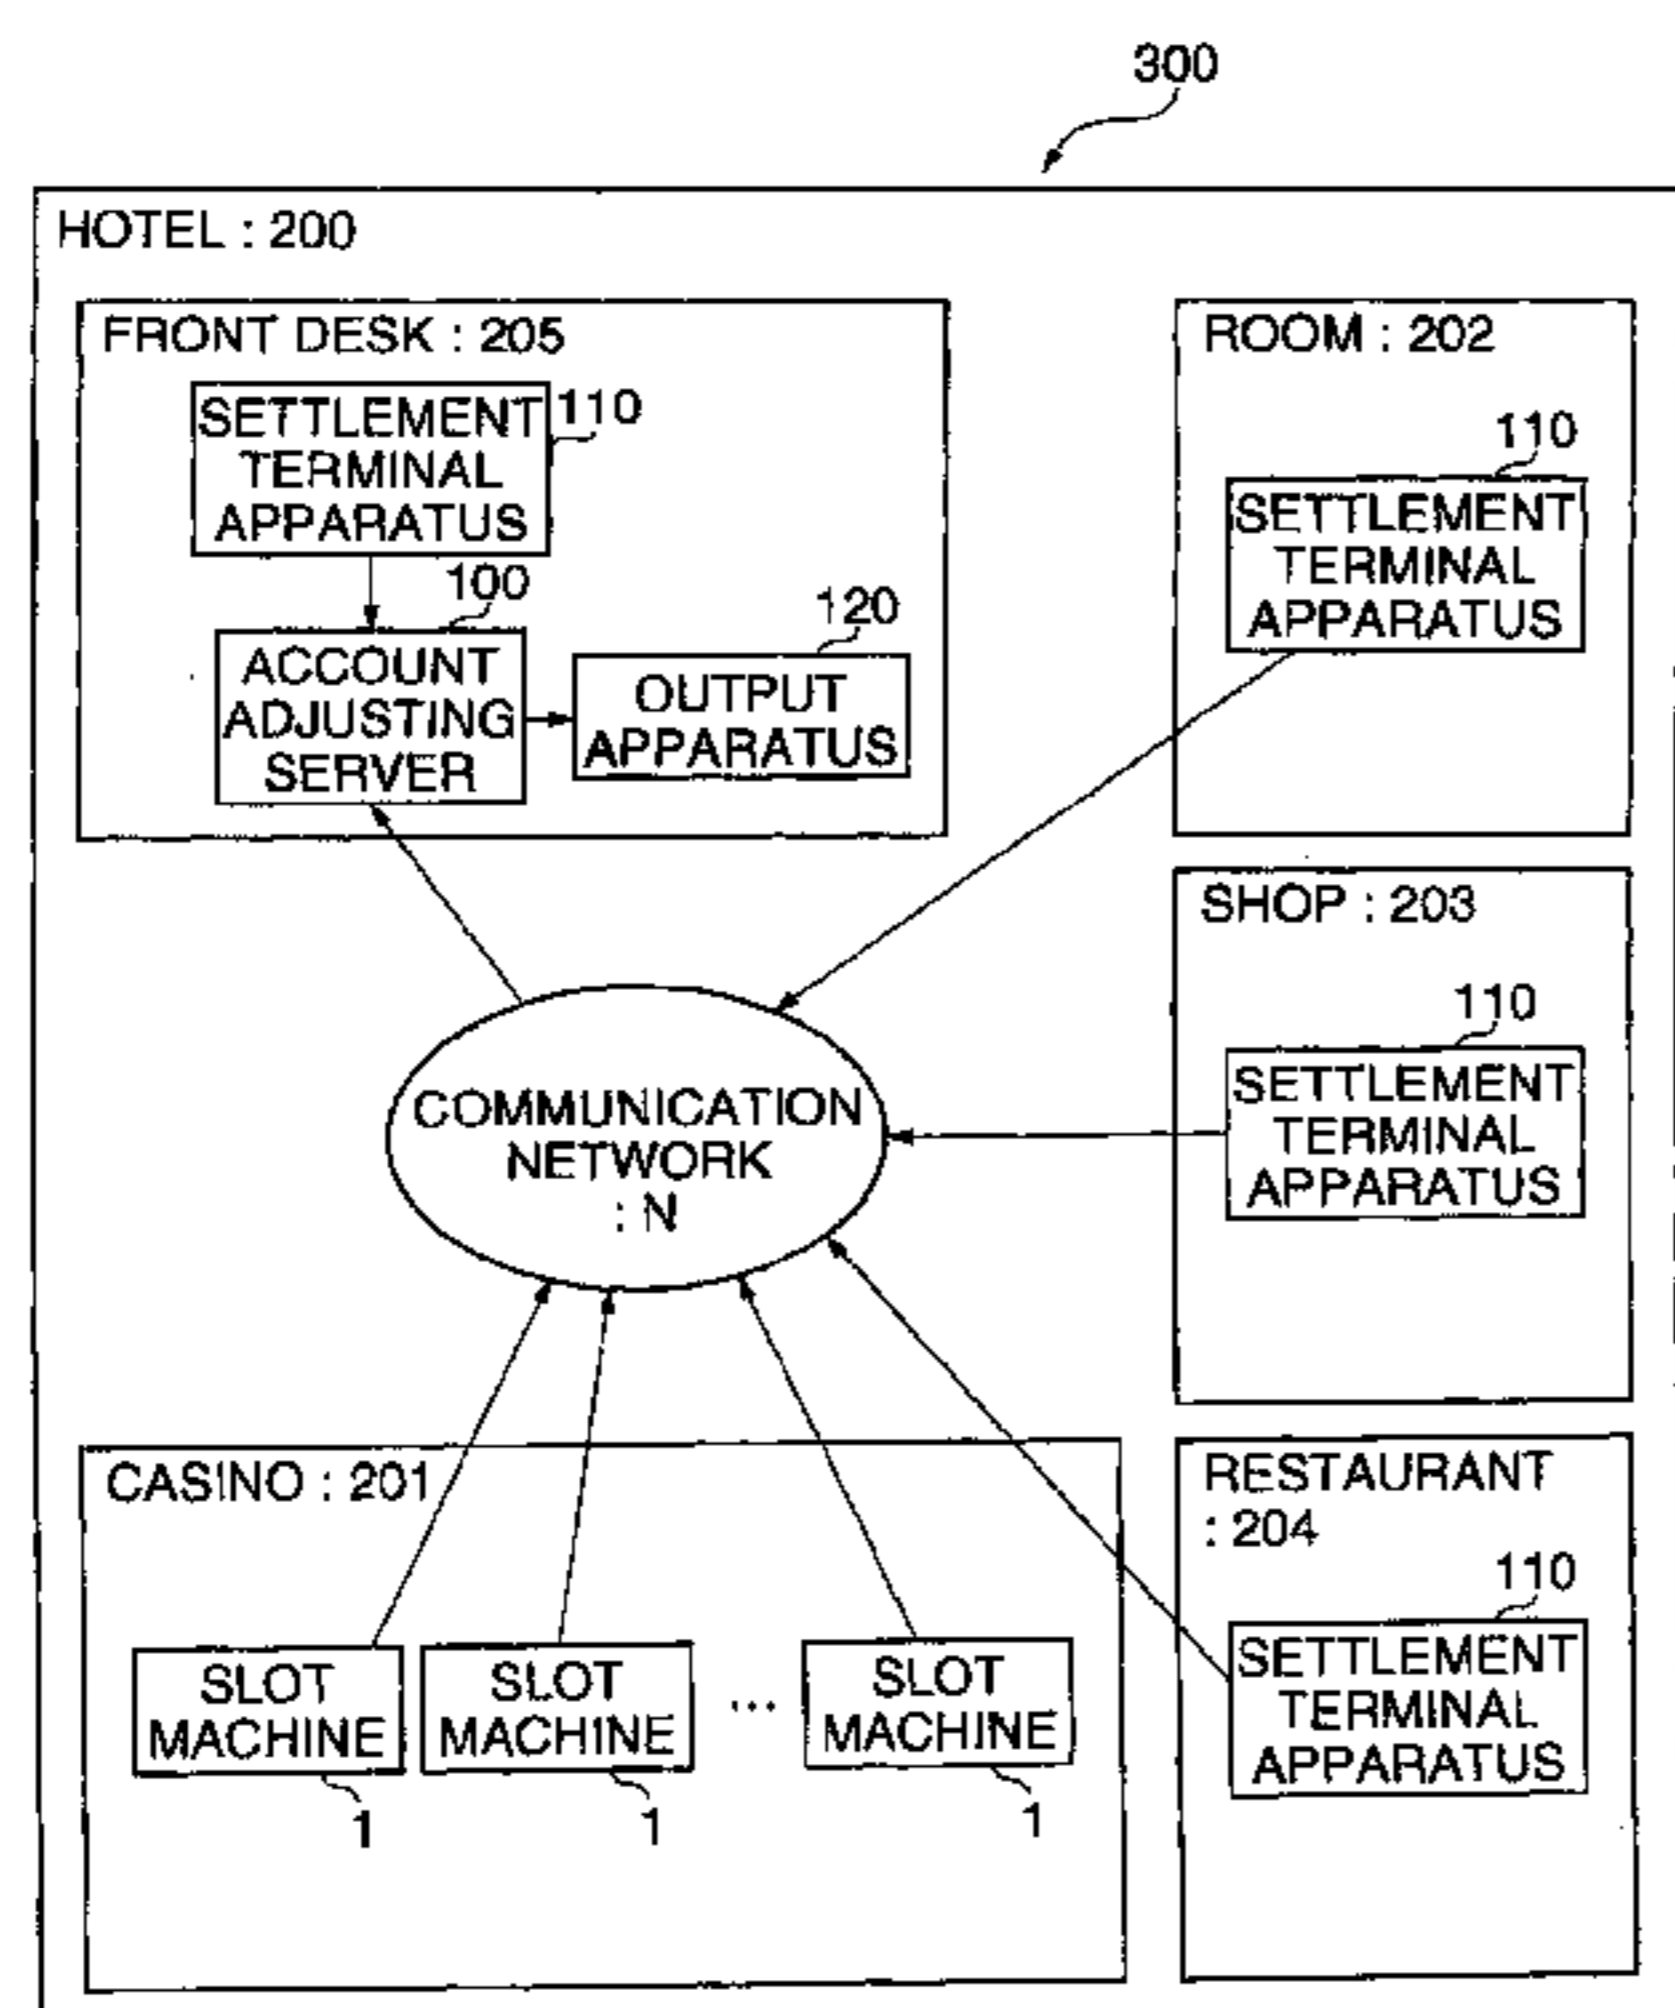 300
HOTEL : 200
FRONT DESK : 205
SETTLEMENT
TERMINAL
APPARATUS
110
100
ACCOUNT
ADJUSTING
SERVER
120
OUTPUT
APPARATUS
ROOM : 202
110
SETTLEMENT
TERMINAL
APPARATUS
SHOP : 203
110
SETTLEMENT
TERMINAL
APPARATUS
COMMUNICATION
NETWORK
: N
CASINO : 201
SLOT
MACHINE
1
SLOT
MACHINE
1
...
SLOT
MACHINE
1
RESTAURANT
: 204
110
SETTLEMENT
TERMINAL
APPARATUS